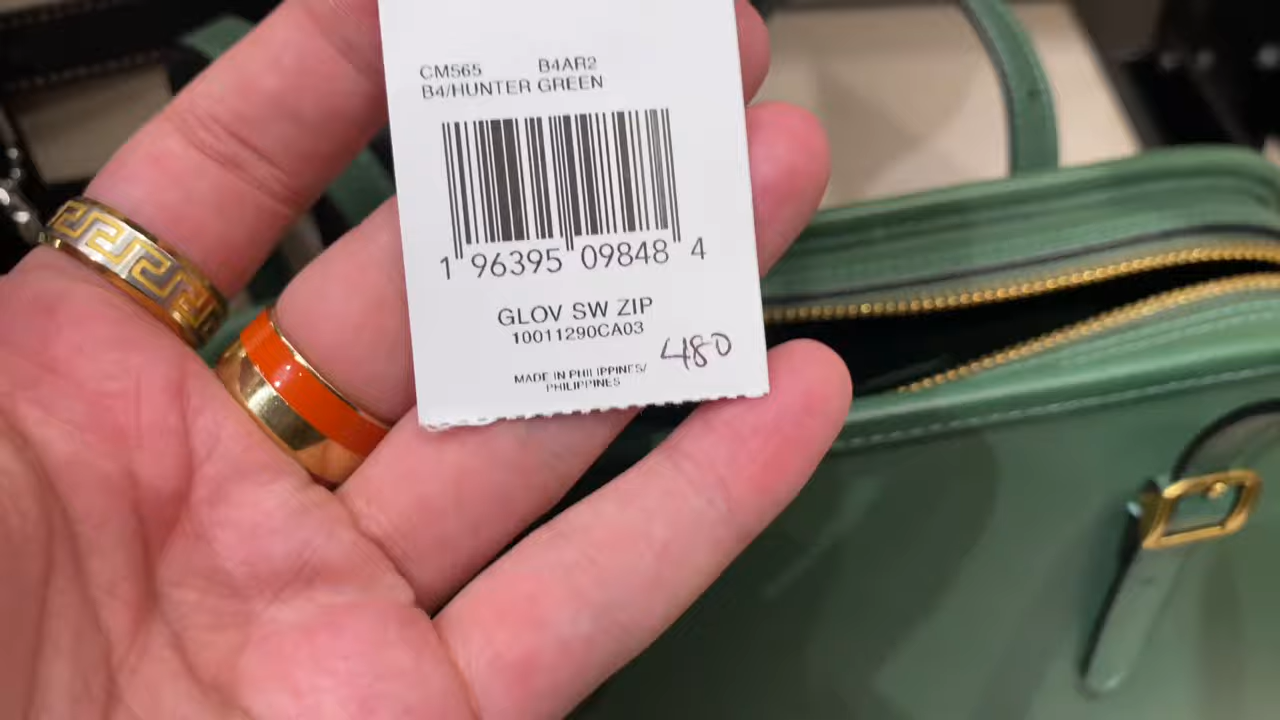 CM565 B4AR2
B4/HUNTER GREEN
1 96395 09848 4
GLOV SW ZIP
10011290CA03
480
MADE IN PHILIPPINES/
PHILIPPINES